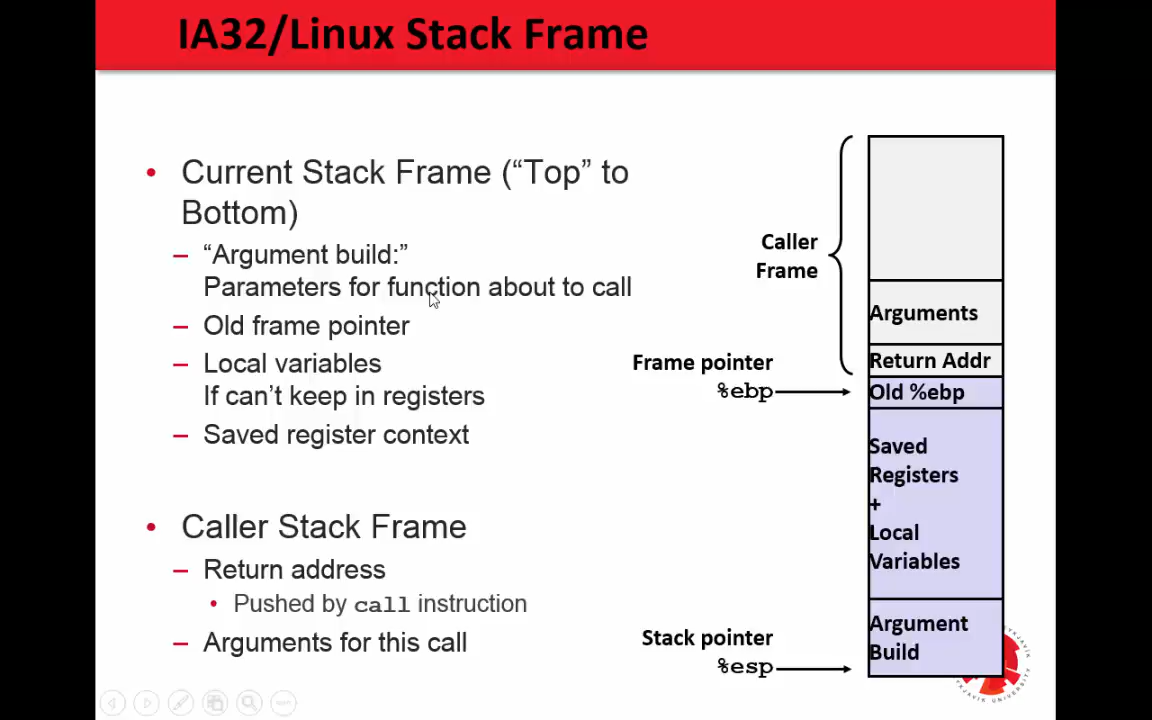 IA32/Linux Stack Frame
• Current Stack Frame (“Top” to
Bottom)
– “Argument build:”
Parameters for function about to call
– Old frame pointer
– Local variables
If can’t keep in registers
– Saved register context
• Caller Stack Frame
– Return address
• Pushed by call instruction
– Arguments for this call
Caller
Frame
Arguments
Return Addr
Frame pointer
%ebp
Old %ebp
Saved
Registers
+
Local
Variables
Stack pointer
%esp
Argument
Build